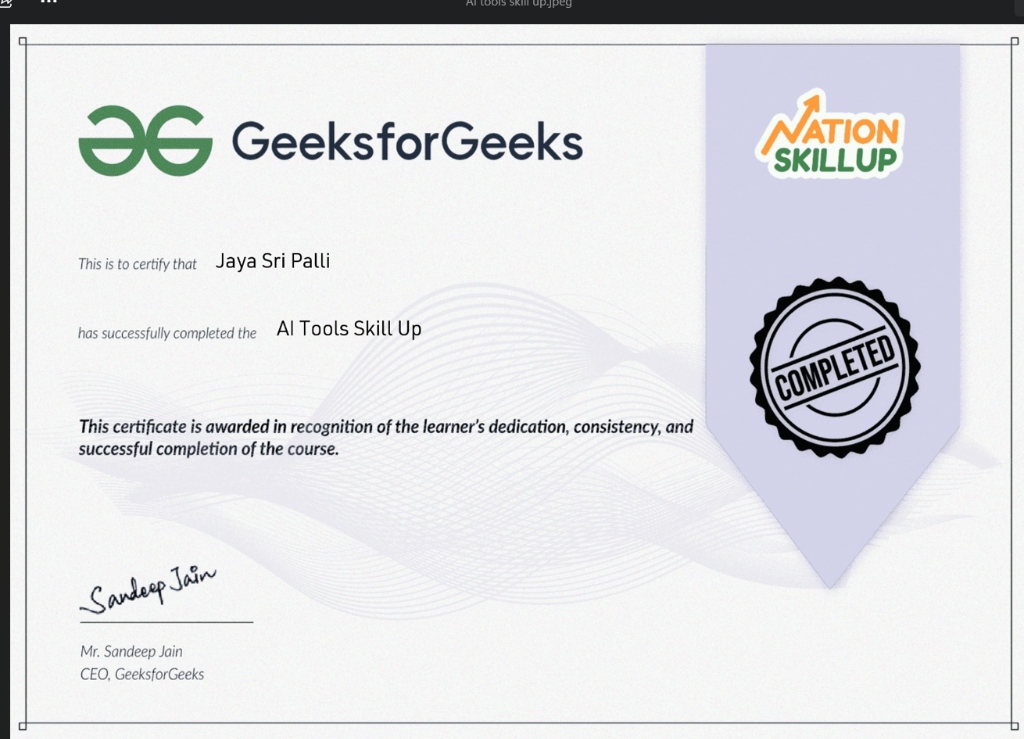 AI tools skill up.jpeg
GeeksforGeeks
NATION
SKILLUP
This is to certify that Jaya Sri Palli
has successfully completed the AI Tools Skill Up
COMPLETED
This certificate is awarded in recognition of the learner's dedication, consistency, and
successful completion of the course.
Sandeep Jain
Mr. Sandeep Jain
CEO, GeeksforGeeks